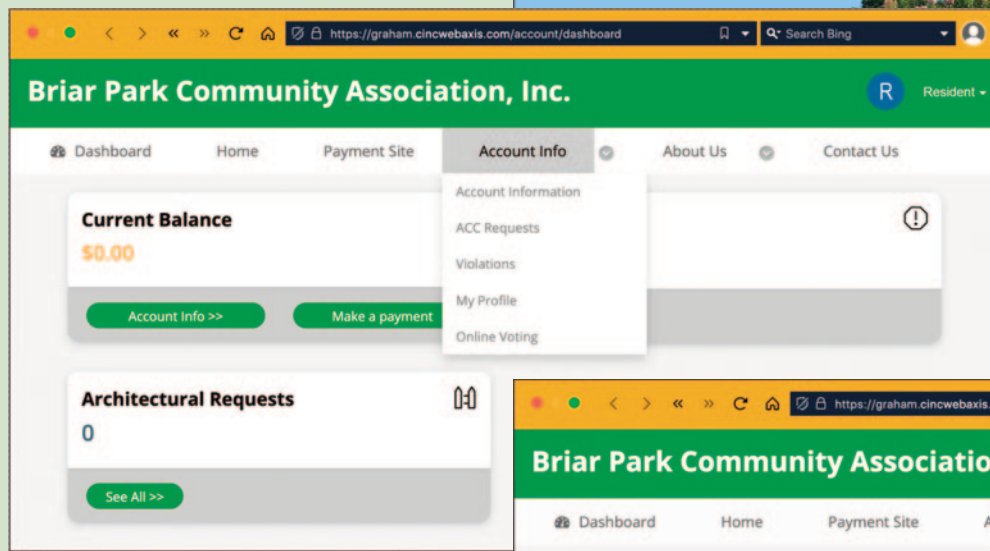 https://graham.cincwebaxis.com/account/dashboard
Search Bing
Briar Park Community Association, Inc.
R
Resident
Dashboard Home Payment Site Account Info About Us Contact Us
Account Information
ACC Requests
Violations
My Profile
Online Voting
Current Balance
$0.00
Account Info >> Make a payment
Architectural Requests
0
See All >>
https://graham.cincwebaxis.
Briar Park Community Associatio
Dashboard Home Payment Site A